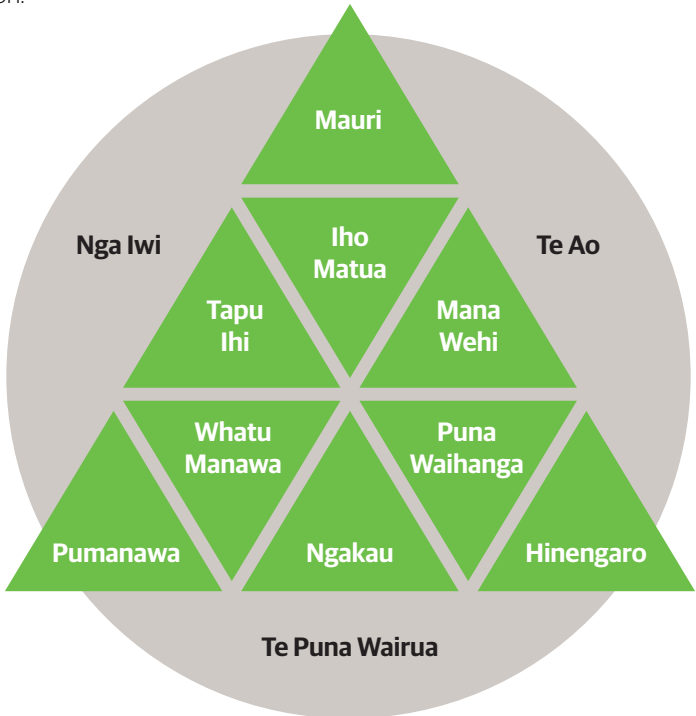 Mauri
Nga Iwi
Iho
Matua
Te Ao
Tapu
Ihi
Mana
Wehi
Whatu
Manawa
Puna
Waihanga
Pumanawa
Ngakau
Hinengaro
Te Puna Wairua